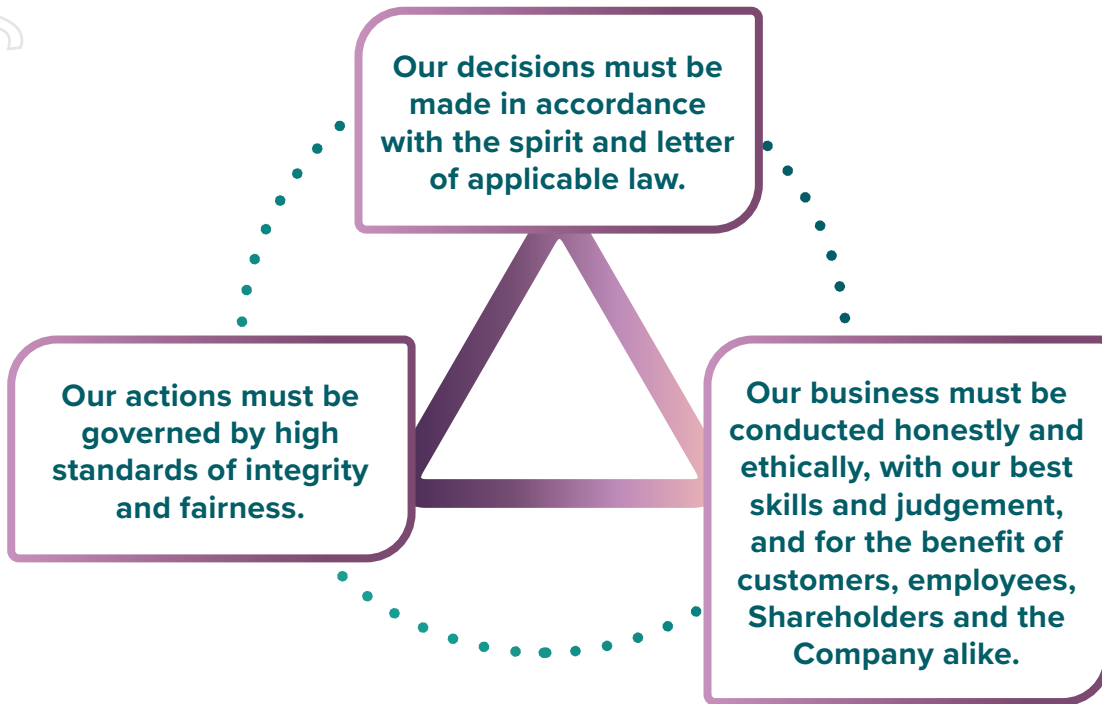 Our decisions must be
made in accordance
with the spirit and letter
of applicable law.
Our actions must be
governed by high
standards of integrity
and fairness.
Our business must be
conducted honestly and
ethically, with our best
skills and judgement,
and for the benefit of
customers, employees,
Shareholders and the
Company alike.